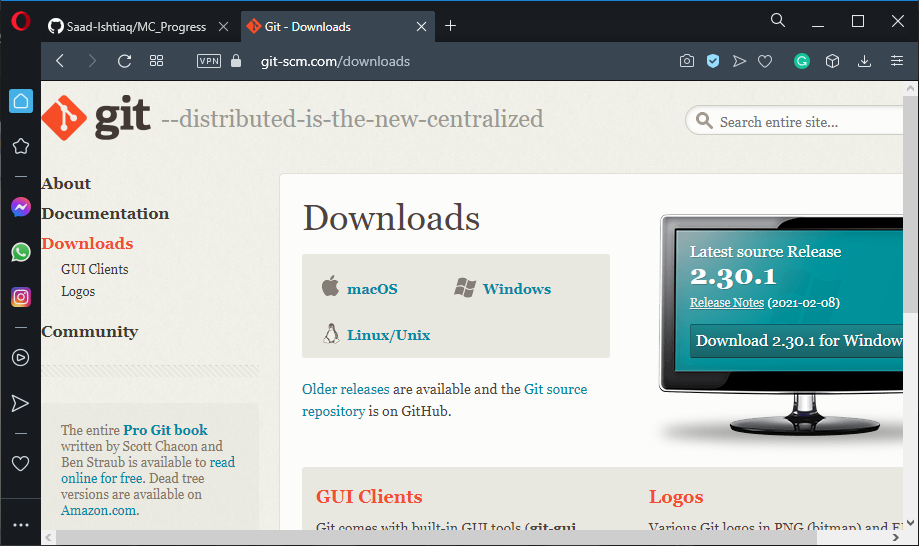 Saad-Ishtiaq/MC_Progress
Git - Downloads
VPN
git-scm.com/downloads
git --distributed-is-the-new-centralized
Search entire site...
About
Documentation
Downloads
GUI Clients
Logos
Community
The entire Pro Git book
written by Scott Chacon and
Ben Straub is available to read
online for free. Dead tree
versions are available on
Amazon.com.
Downloads
macOS
Windows
Linux/Unix
Older releases are available and the Git source
repository is on GitHub.
Latest source Release
2.30.1
Release Notes (2021-02-08)
Download 2.30.1 for Window
GUI Clients
Git comes with built-in GUI tools (git-gui,
Logos
Various Git logos in PNG (bitmap) and E